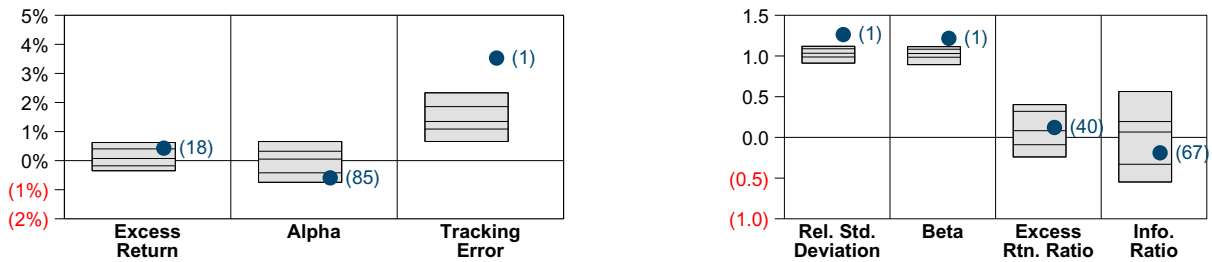 5%
4%
3%
2%
1%
0%
(1%)
(2%)
(18)
(85)
(1)
Excess
Return
Alpha
Tracking
Error
1.5
1.0
0.5
0.0
(0.5)
(1.0)
(1)
(1)
(40)
(67)
Rel. Std.
Deviation
Beta
Excess
Rtn. Ratio
Info.
Ratio